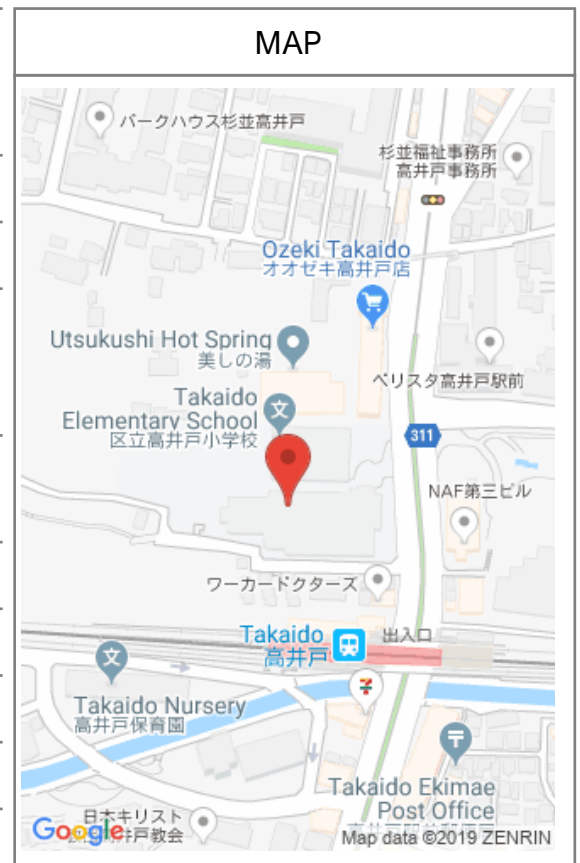 MAP
パークハウス杉並高井戸
杉並福祉事務所
高井戸事務所
Ozeki Takaido
オオゼキ高井戸店
Utsukushi Hot Spring
美しの湯
ベリスタ高井戸駅前
Takaido
Elementary School
区立高井戸小学校
311
NAF第三ビル
ワーカードクターズ
Takaido
高井戸
出入口
Takaido Nursery
高井戸保育園
Takaido Ekimae
Post Office
日本キリスト
井戸教会
Google
Map data ©2019 ZENRIN